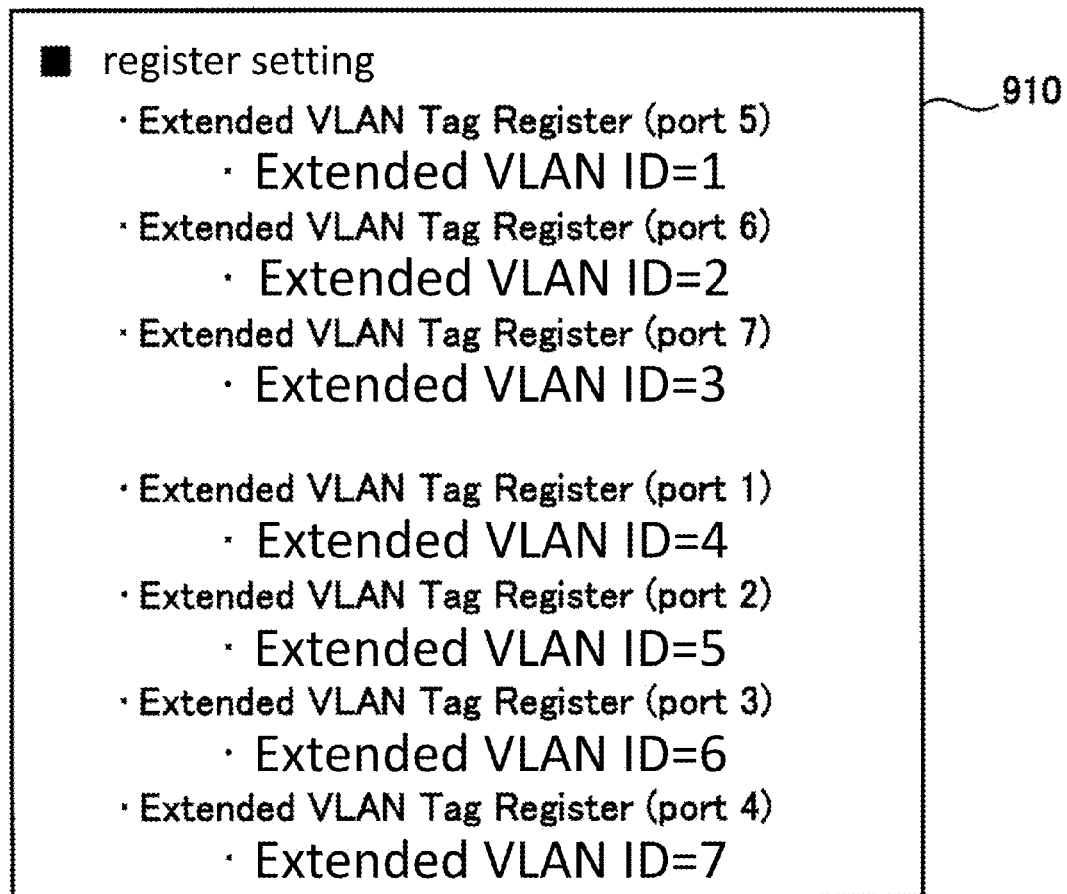 ■ register setting
・Extended VLAN Tag Register (port 5)
・Extended VLAN ID=1
・Extended VLAN Tag Register (port 6)
・Extended VLAN ID=2
・Extended VLAN Tag Register (port 7)
・Extended VLAN ID=3
・Extended VLAN Tag Register (port 1)
・Extended VLAN ID=4
・Extended VLAN Tag Register (port 2)
・Extended VLAN ID=5
・Extended VLAN Tag Register (port 3)
・Extended VLAN ID=6
・Extended VLAN Tag Register (port 4)
・Extended VLAN ID=7
910